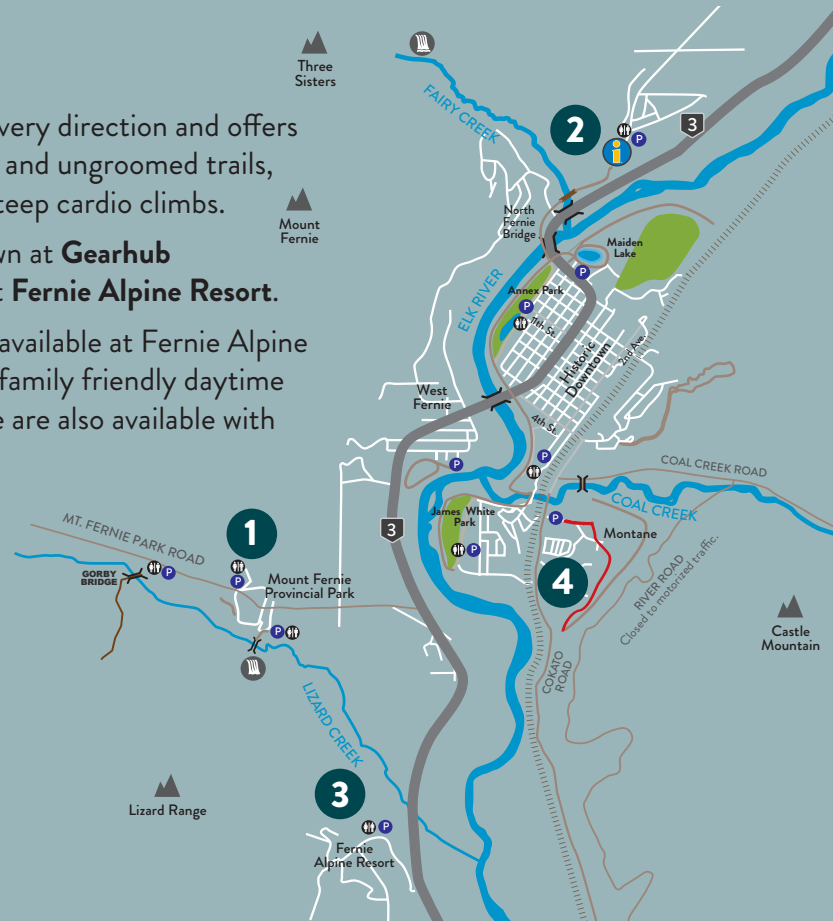 very direction and offers
and ungroomed trails,
steep cardio climbs.
wn at Gearhub
t Fernie Alpine Resort.
available at Fernie Alpine
family friendly daytime
e are also available with
Three
Sisters
FAIRY CREEK
2
i
P
3
Mount
Fernie
North
Fernie
Bridge
Maiden
Lake
P
ELK RIVER
Annex Park
P
11th St.
Historic
Downtown
2nd Ave.
West
Fernie
4th St.
P
P
COAL CREEK ROAD
COAL CREEK
James White
Park
P
P
Montane
3
1
MT. FERNIE PARK ROAD
GORBY
BRIDGE
P
P
Mount Fernie
Provincial Park
P
4
RIVER ROAD
Closed to motorized traffic.
COKATO
ROAD
Castle
Mountain
LIZARD CREEK
Lizard Range
3
P
Fernie
Alpine Resort